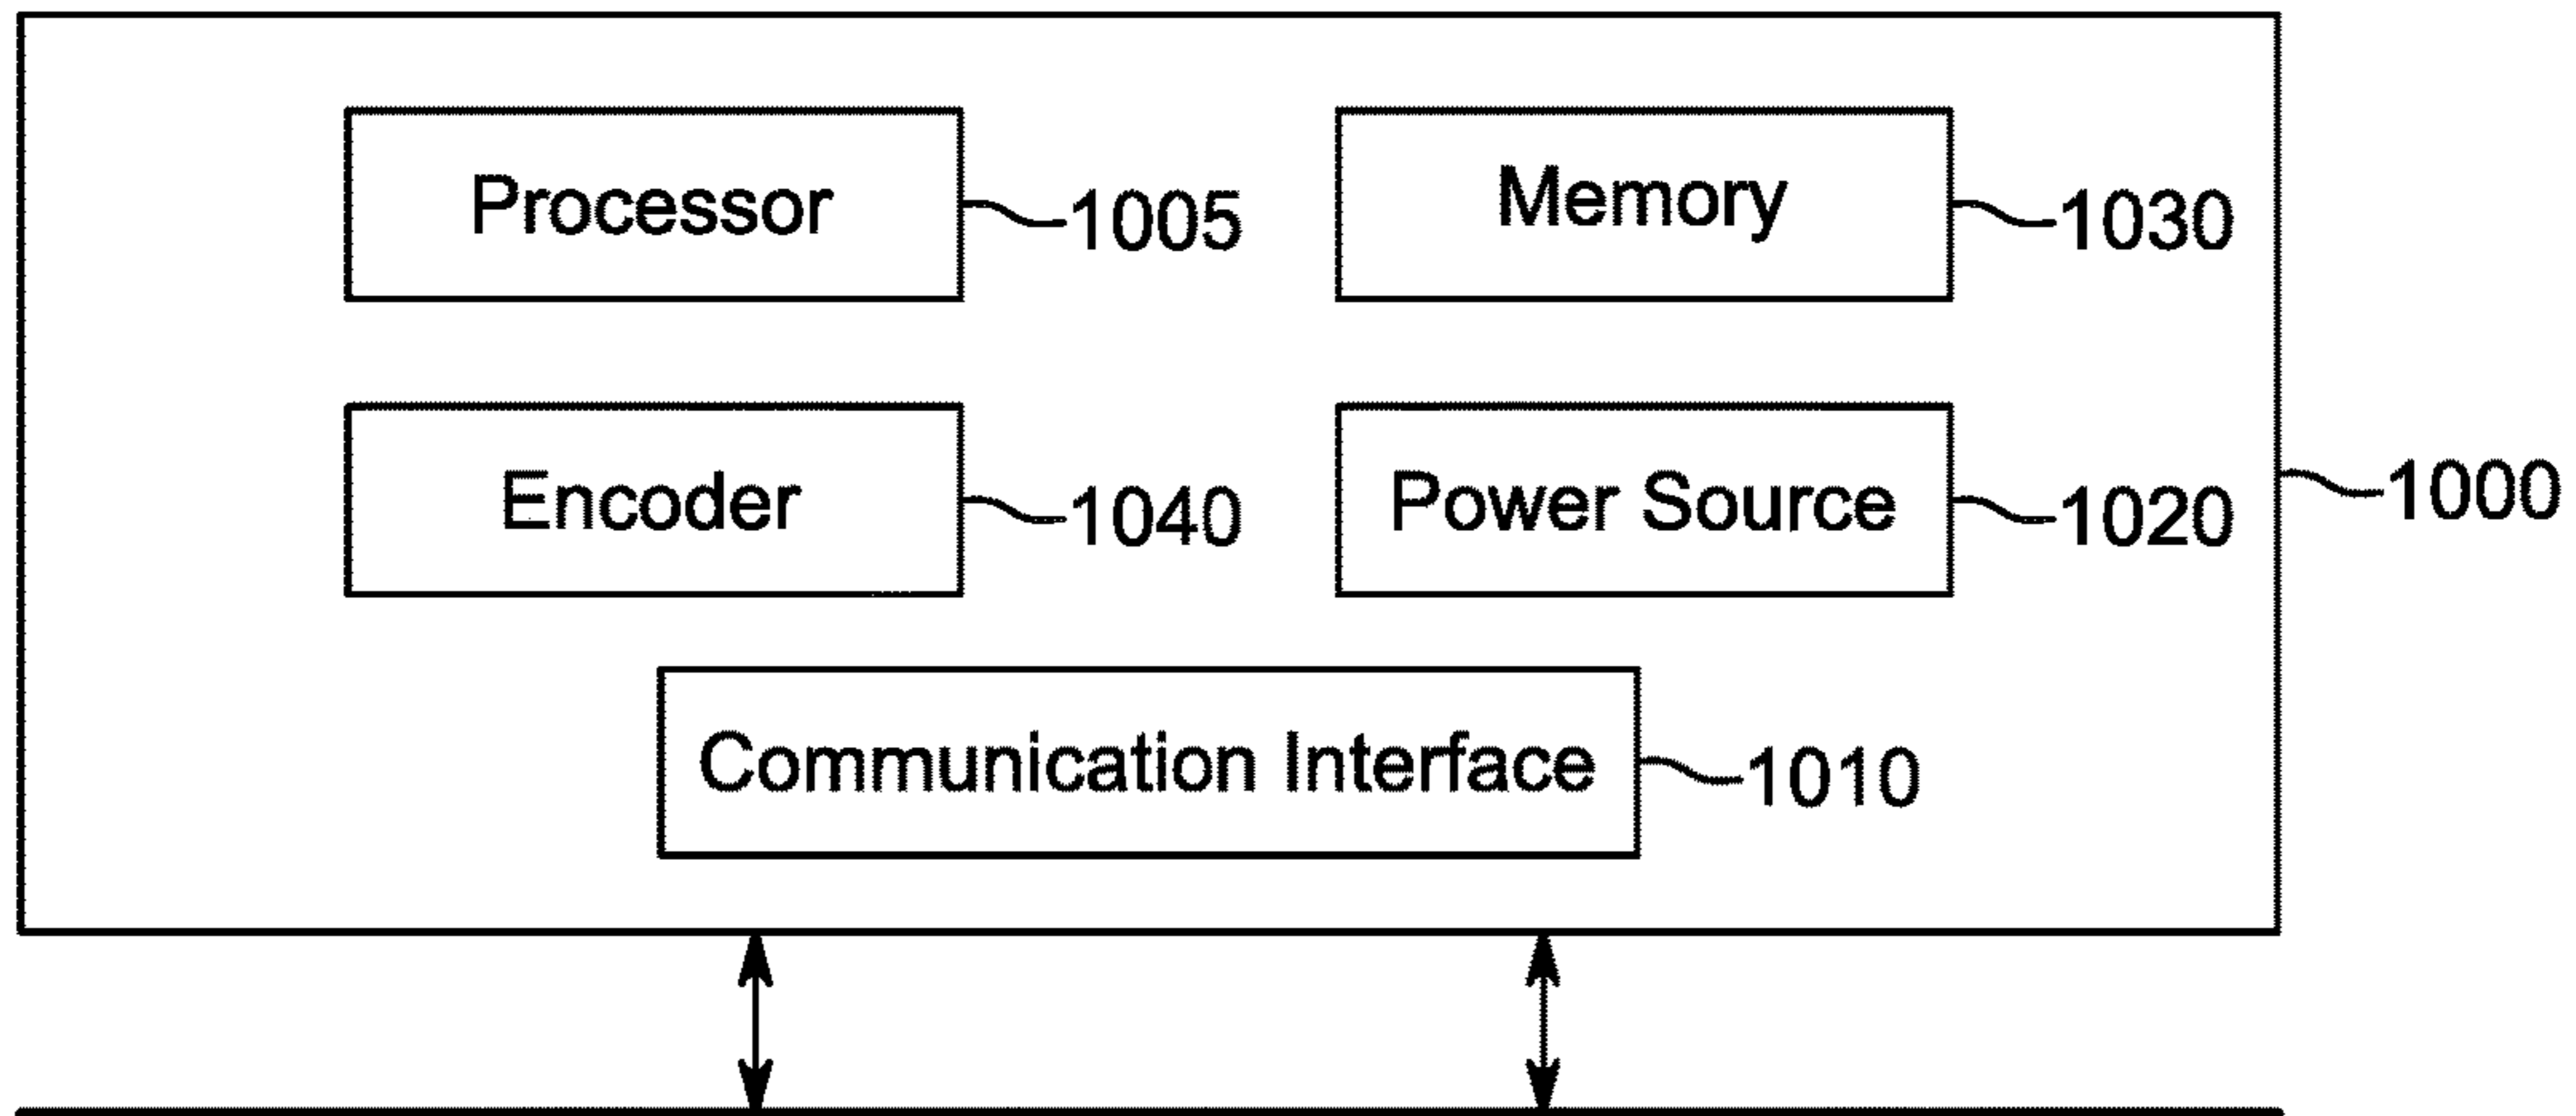 Processor 1005
Memory 1030
Encoder 1040
Power Source 1020
1000
Communication Interface 1010